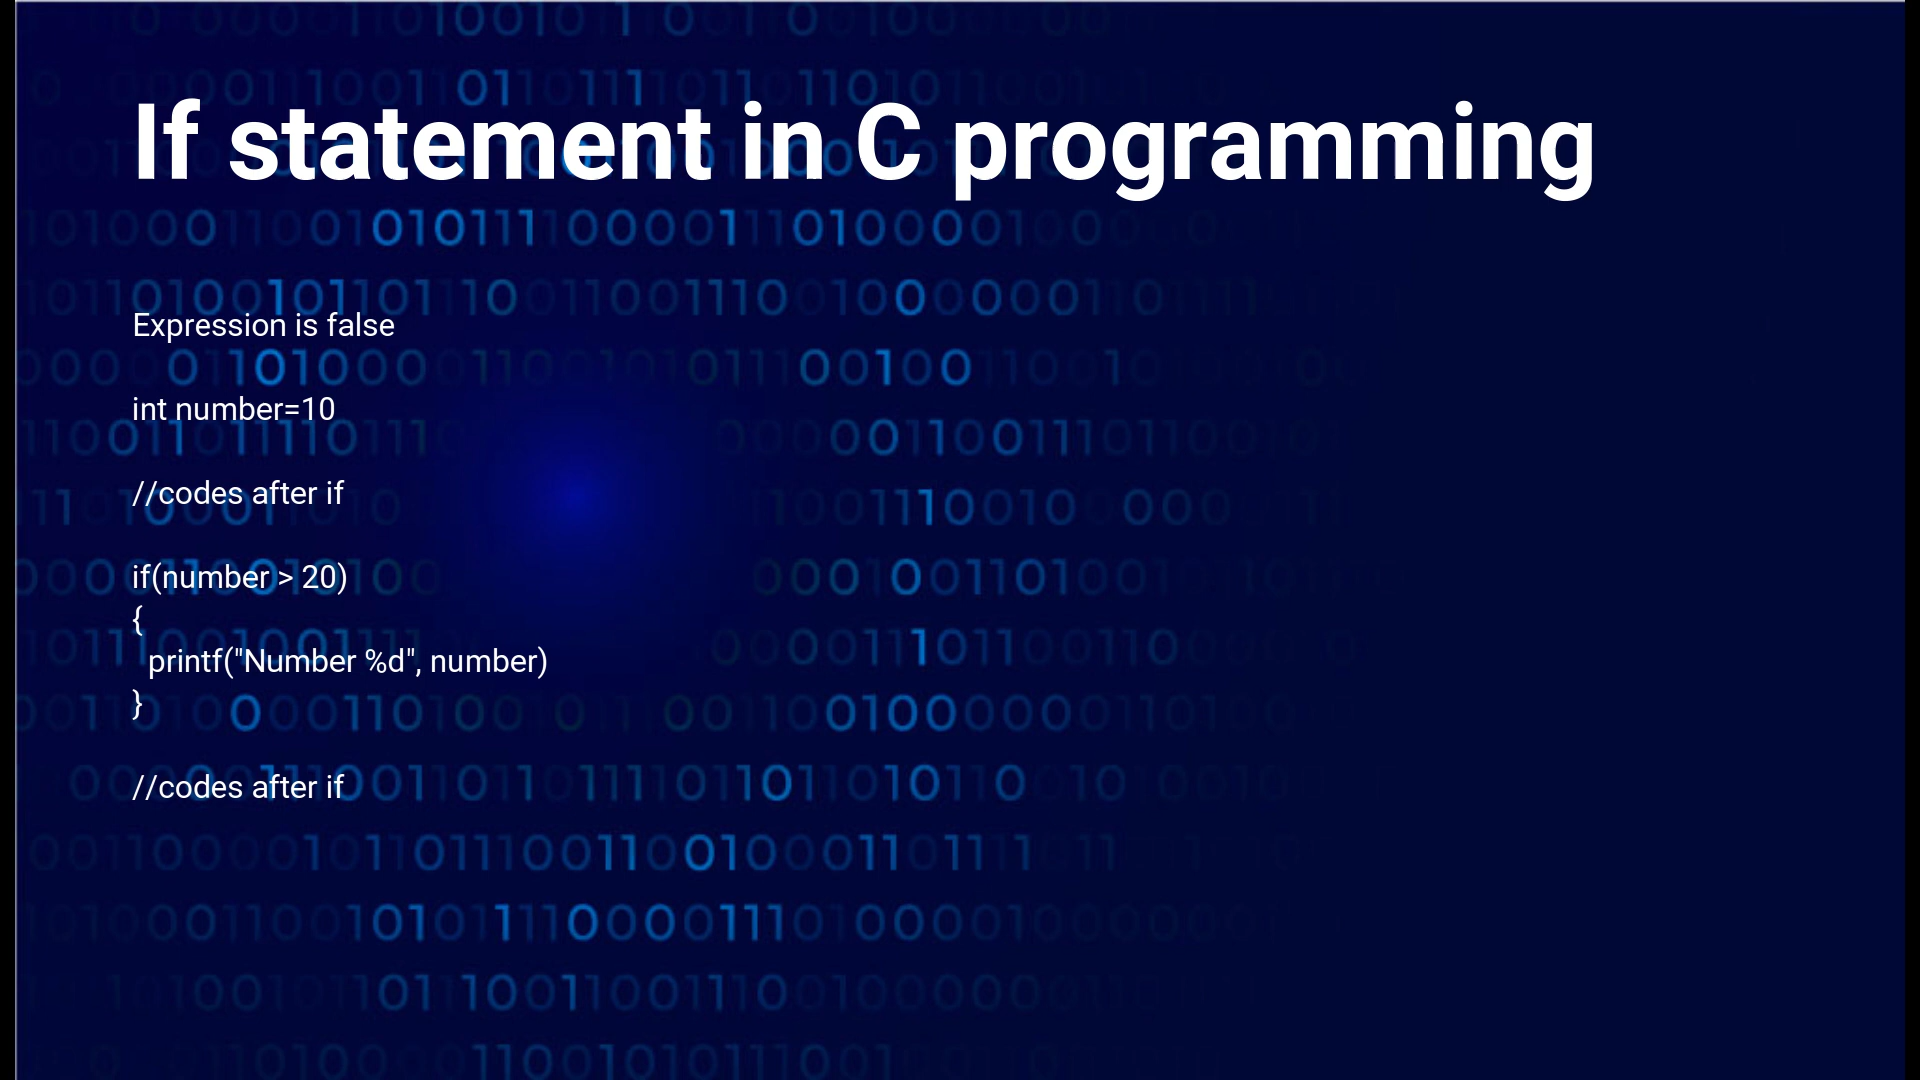 If statement in C programming
Expression is false
int number=10
//codes after if
if(number > 20)
{
printf("Number %d", number)
}
//codes after if